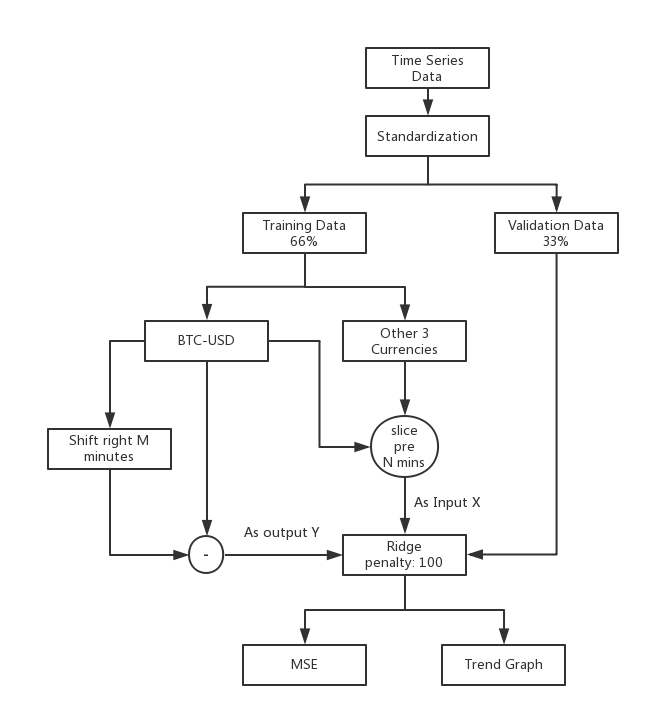 Time Series
Data
Standardization
Training Data
66%
Validation Data
33%
BTC-USD
Other 3
Currencies
Shift right M
minutes
slice
pre
N mins
As Input X
As output Y
-
Ridge
penalty: 100
MSE
Trend Graph